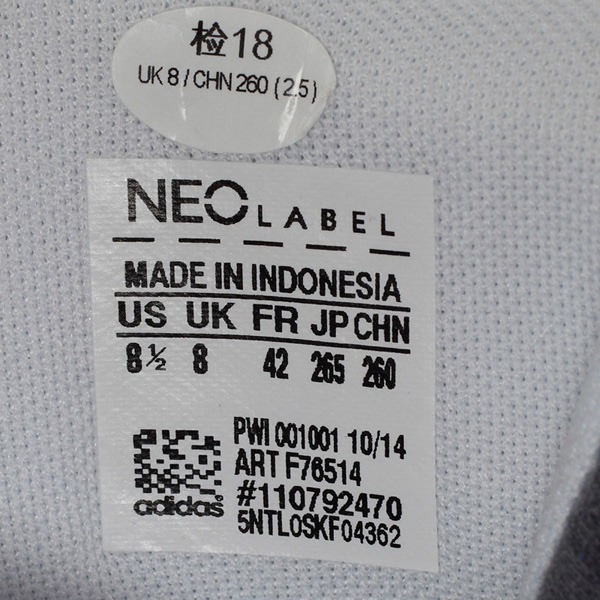 检18
UK 8 / CHN 260 ( 2.5 )
NEO LABEL
MADE IN INDONESIA
US UK FR JP CHN
8½ 8 42 265 260
PWI 001001 10/14
ART F76514
#110792470
5NTL0SKF04362
adidas